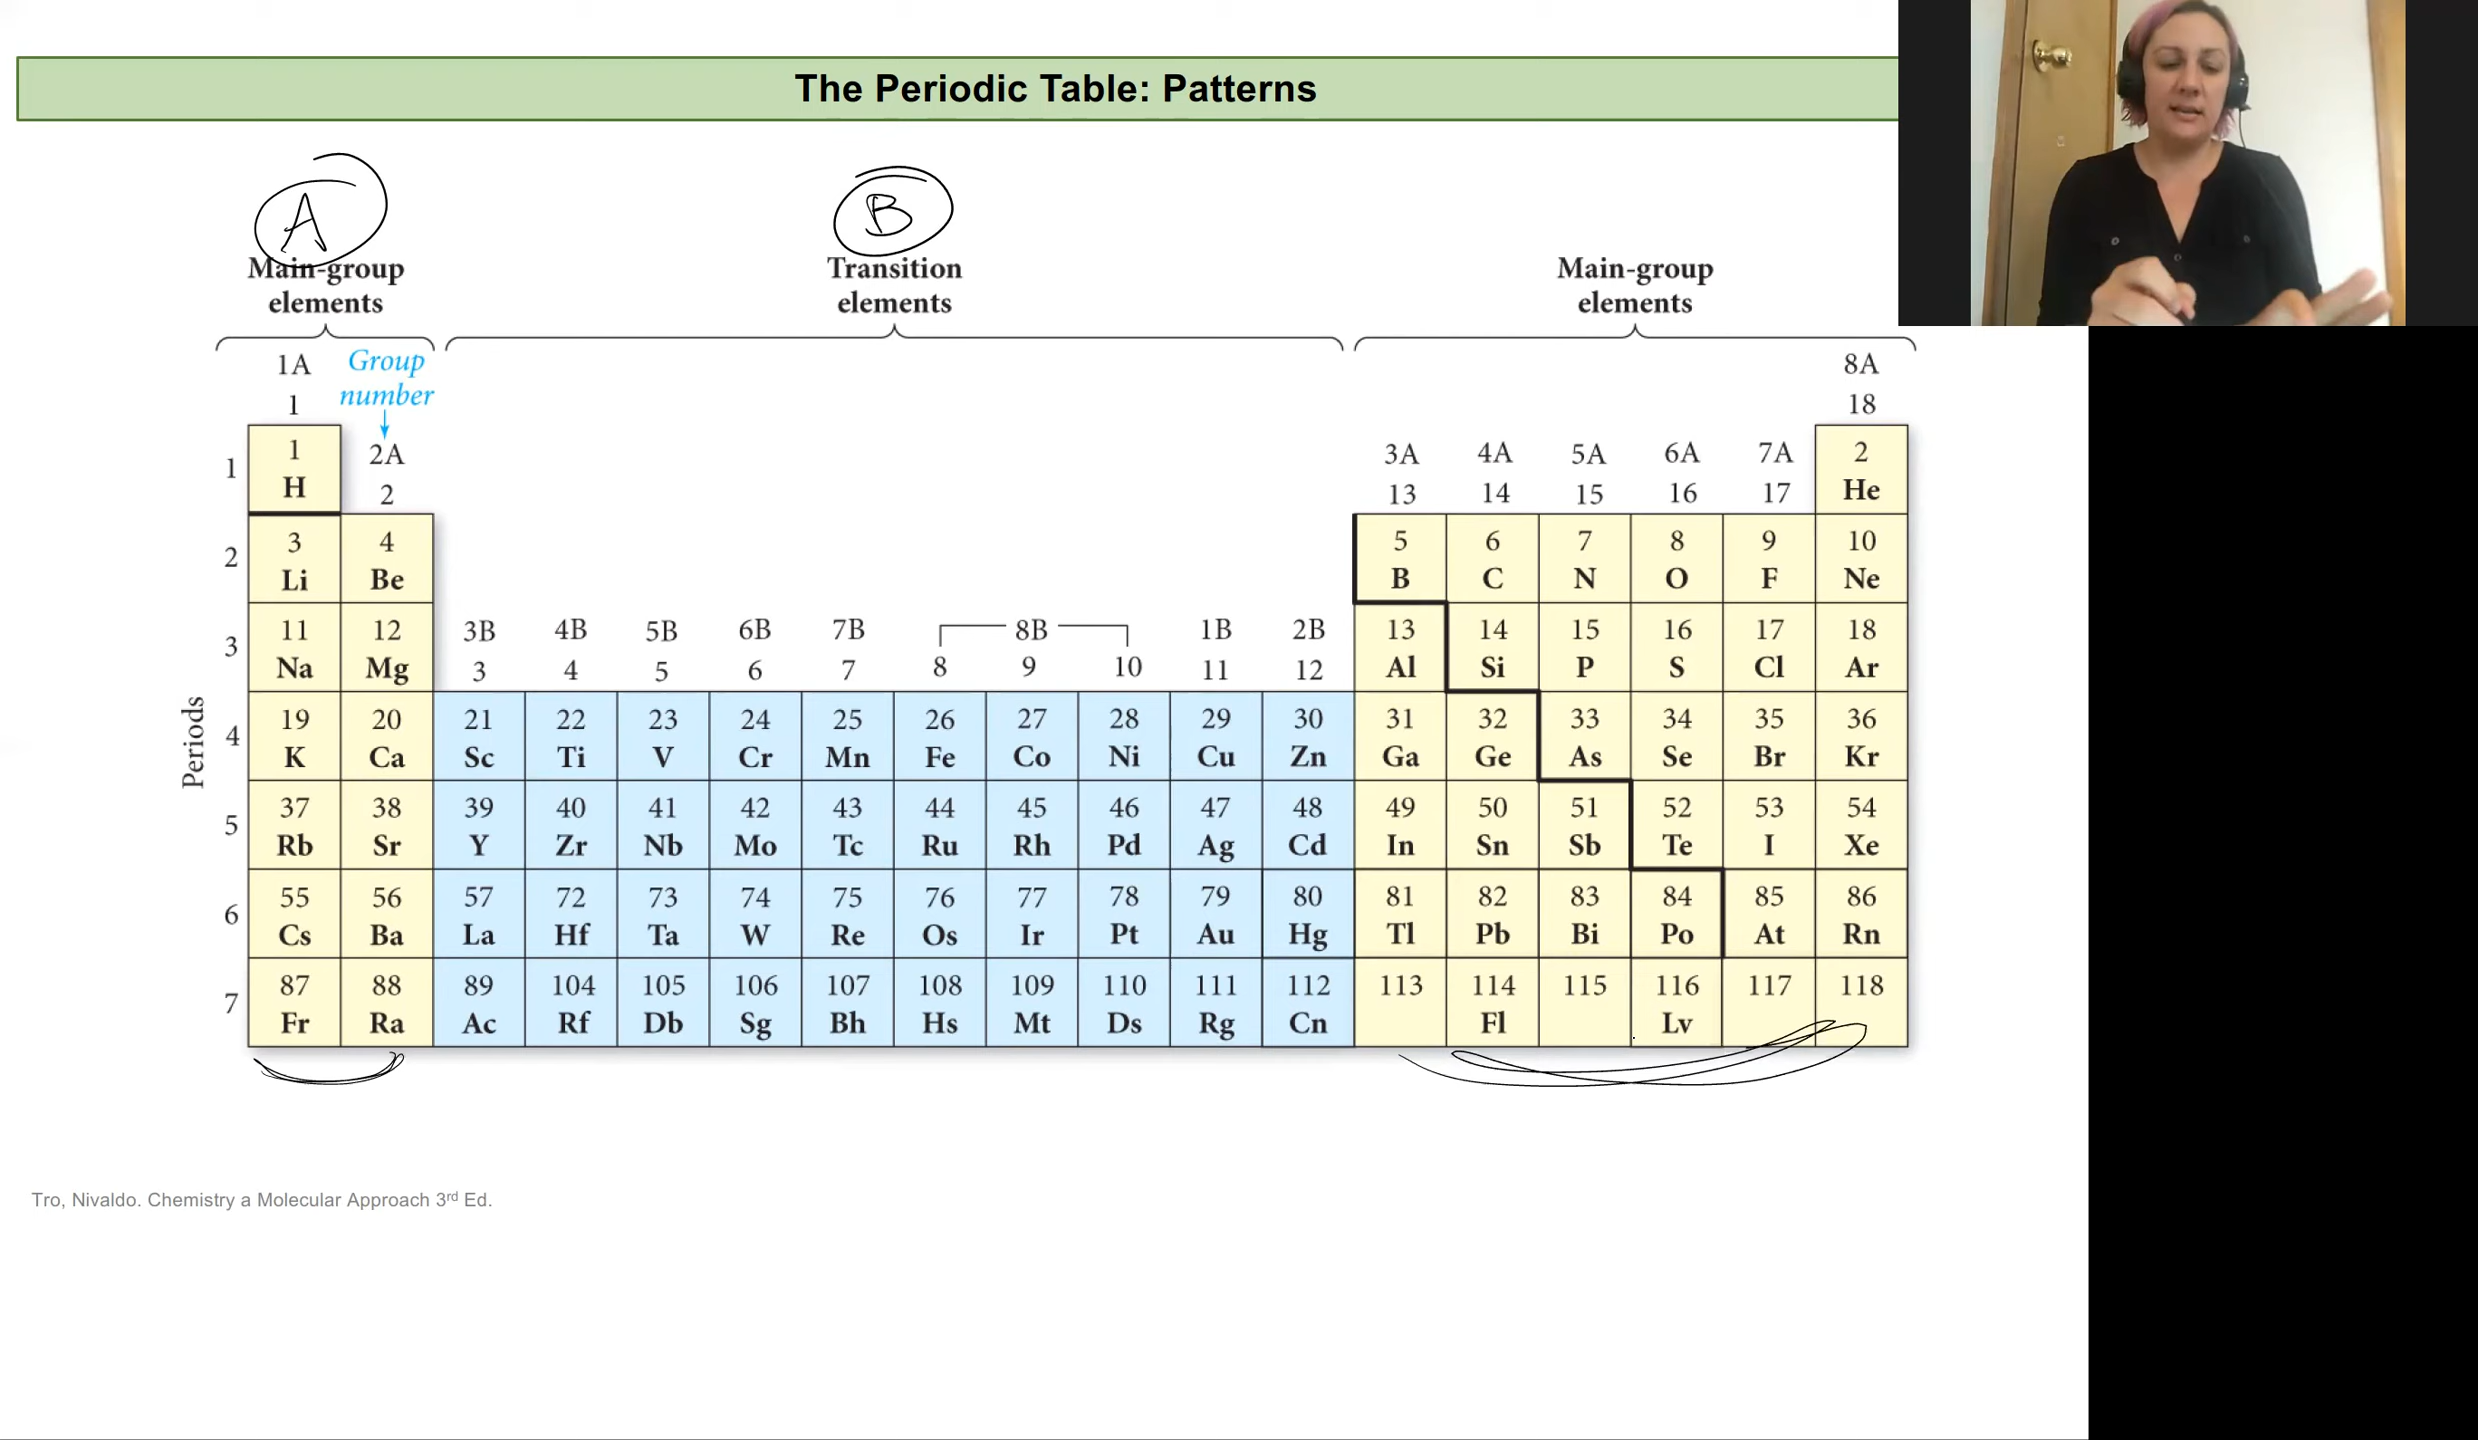 The Periodic Table: Patterns
A
B
Main-group elements
Transition elements
Main-group elements
1A Group number 8A
1 18
2A 3A 4A 5A 6A 7A
2 13 14 15 16 17
1 1 2
H He
2 3 4 5 6 7 8 9 10
Li Be B C N O F Ne
3 11 12 3B 4B 5B 6B 7B 8B 1B 2B 13 14 15 16 17 18
Na Mg 3 4 5 6 7 8 9 10 11 12 Al Si P S Cl Ar
Periods
4 19 20 21 22 23 24 25 26 27 28 29 30 31 32 33 34 35 36
K Ca Sc Ti V Cr Mn Fe Co Ni Cu Zn Ga Ge As Se Br Kr
5 37 38 39 40 41 42 43 44 45 46 47 48 49 50 51 52 53 54
Rb Sr Y Zr Nb Mo Tc Ru Rh Pd Ag Cd In Sn Sb Te I Xe
6 55 56 57 72 73 74 75 76 77 78 79 80 81 82 83 84 85 86
Cs Ba La Hf Ta W Re Os Ir Pt Au Hg Tl Pb Bi Po At Rn
7 87 88 89 104 105 106 107 108 109 110 111 112 113 114 115 116 117 118
Fr Ra Ac Rf Db Sg Bh Hs Mt Ds Rg Cn Fl Lv
Tro, Nivaldo. Chemistry a Molecular Approach 3rd Ed.